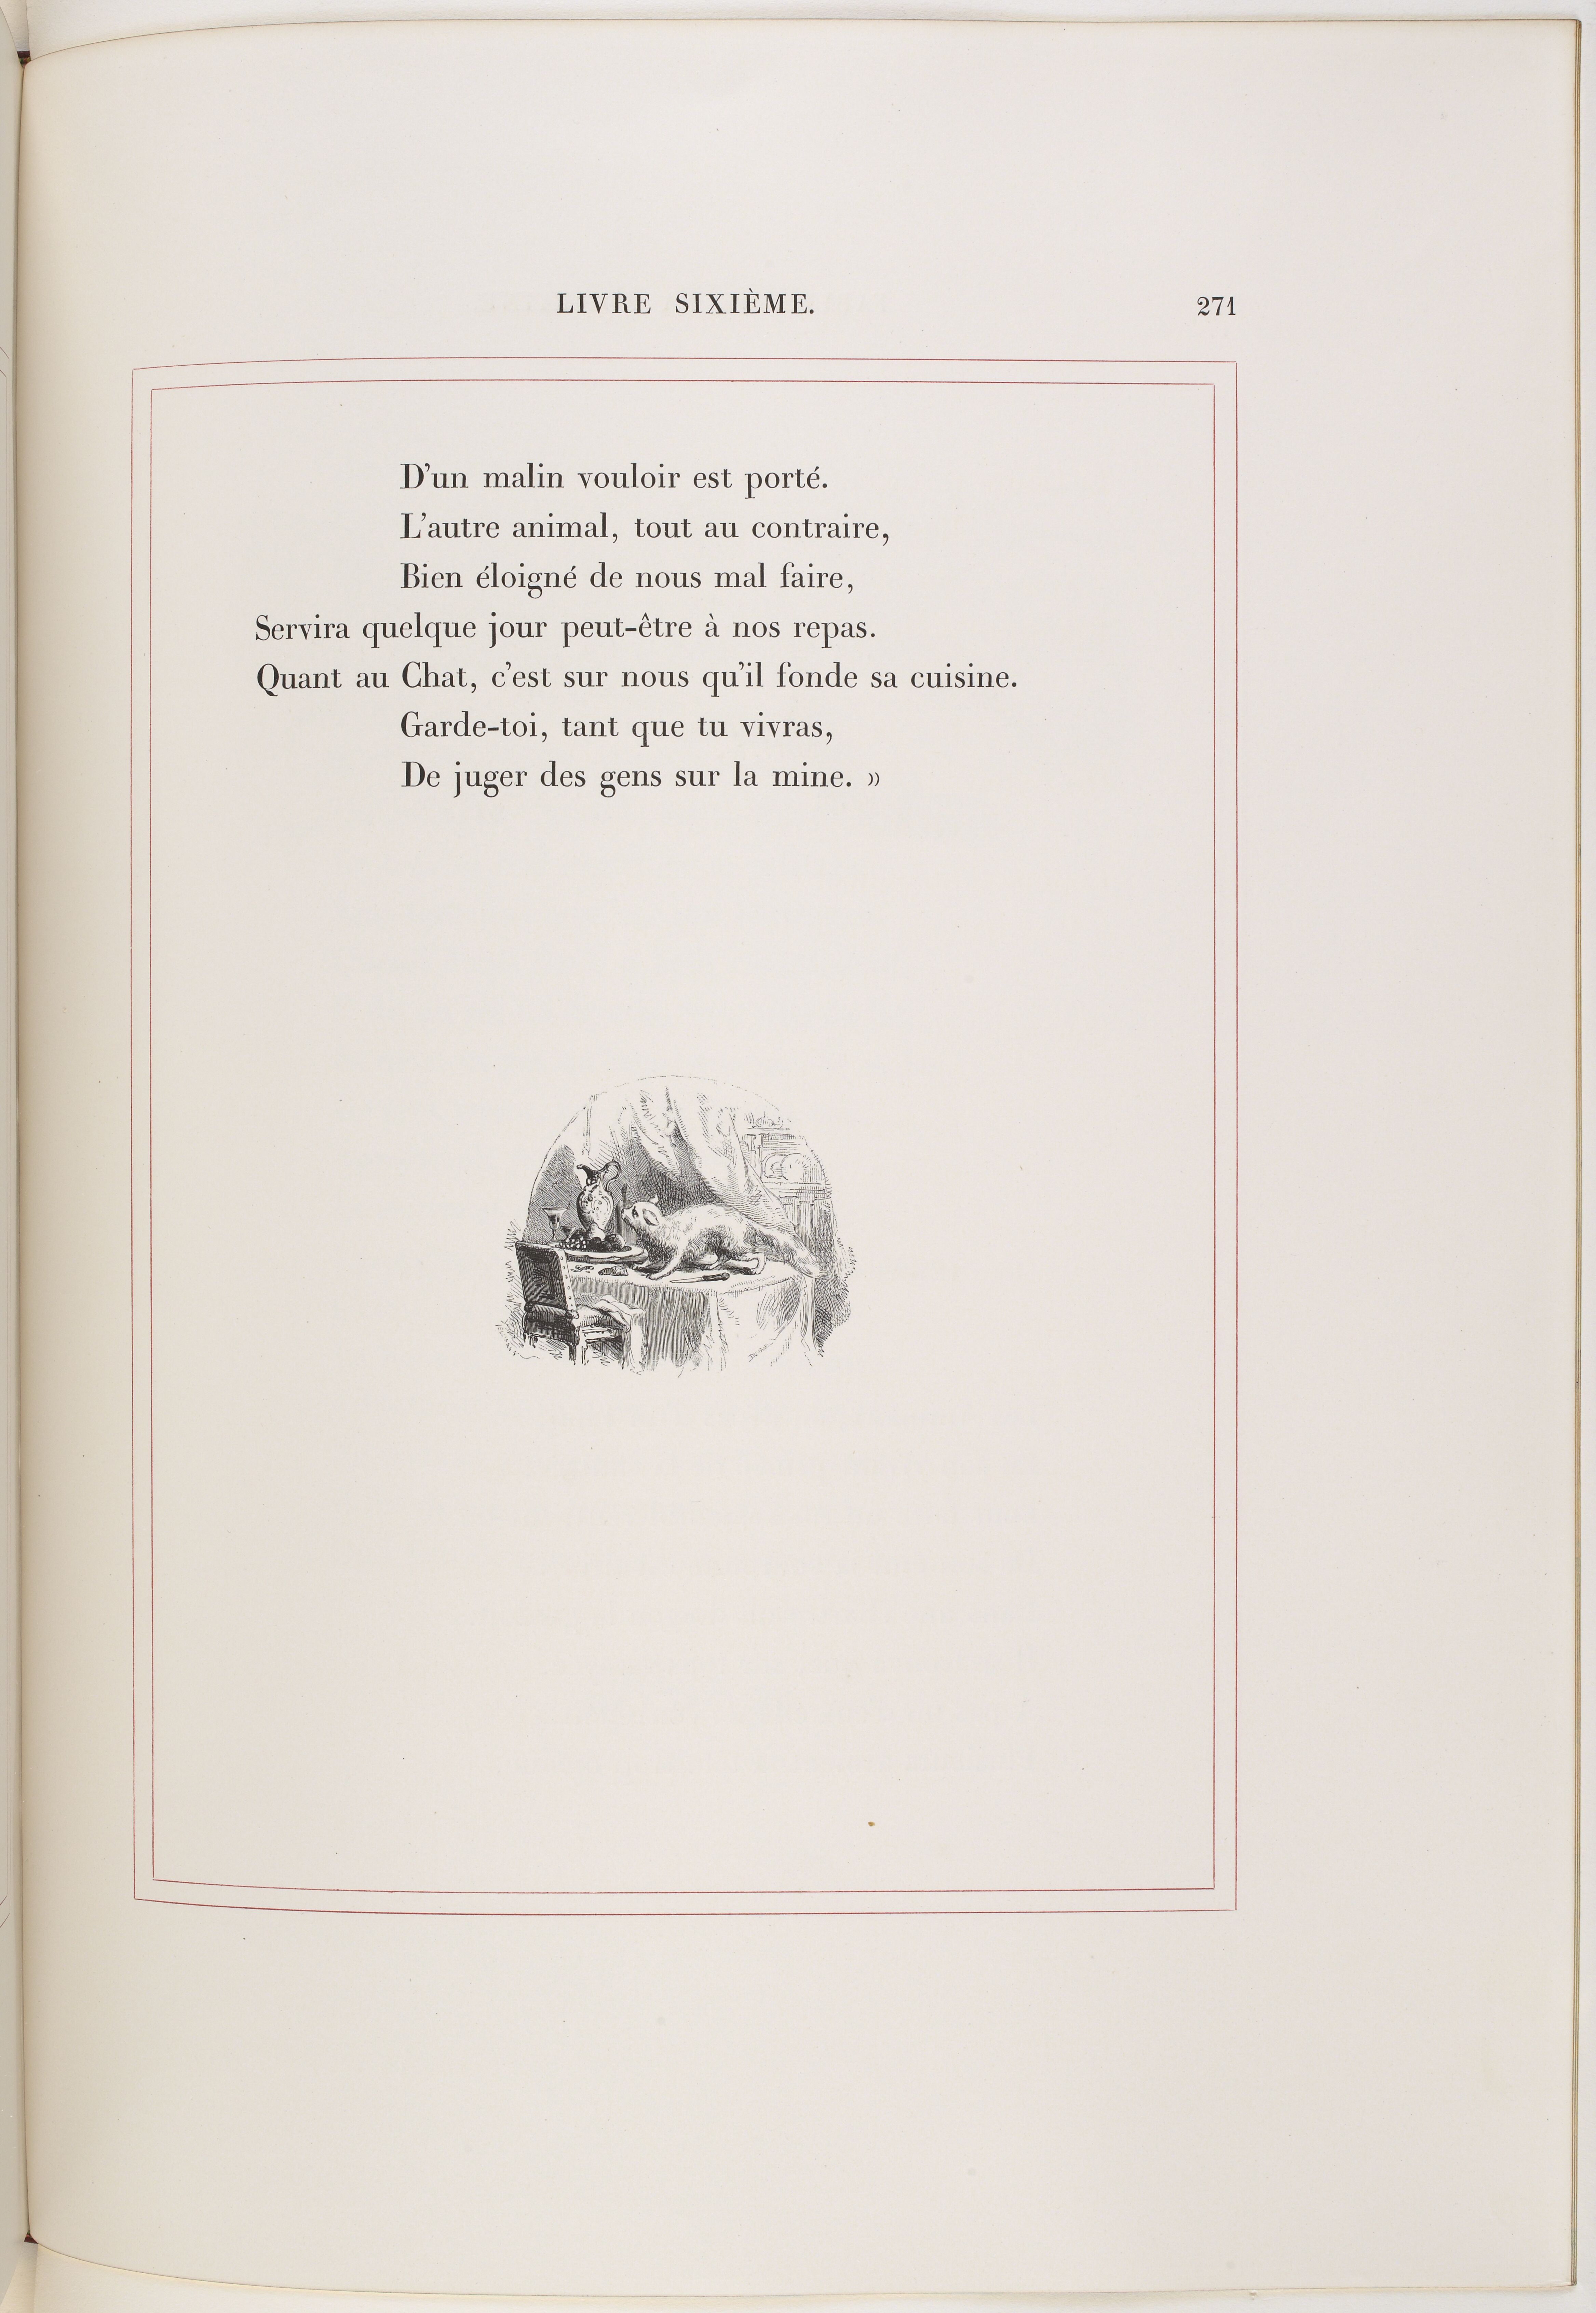 LIVRE SIXIÈME. 271
D'un malin vouloir est porté.
L'autre animal, tout au contraire,
Bien éloigné de nous mal faire,
Servira quelque jour peut-être à nos repas.
Quant au Chat, c'est sur nous qu'il fonde sa cuisine.
Garde-toi, tant que tu vivras,
De juger des gens sur la mine. »